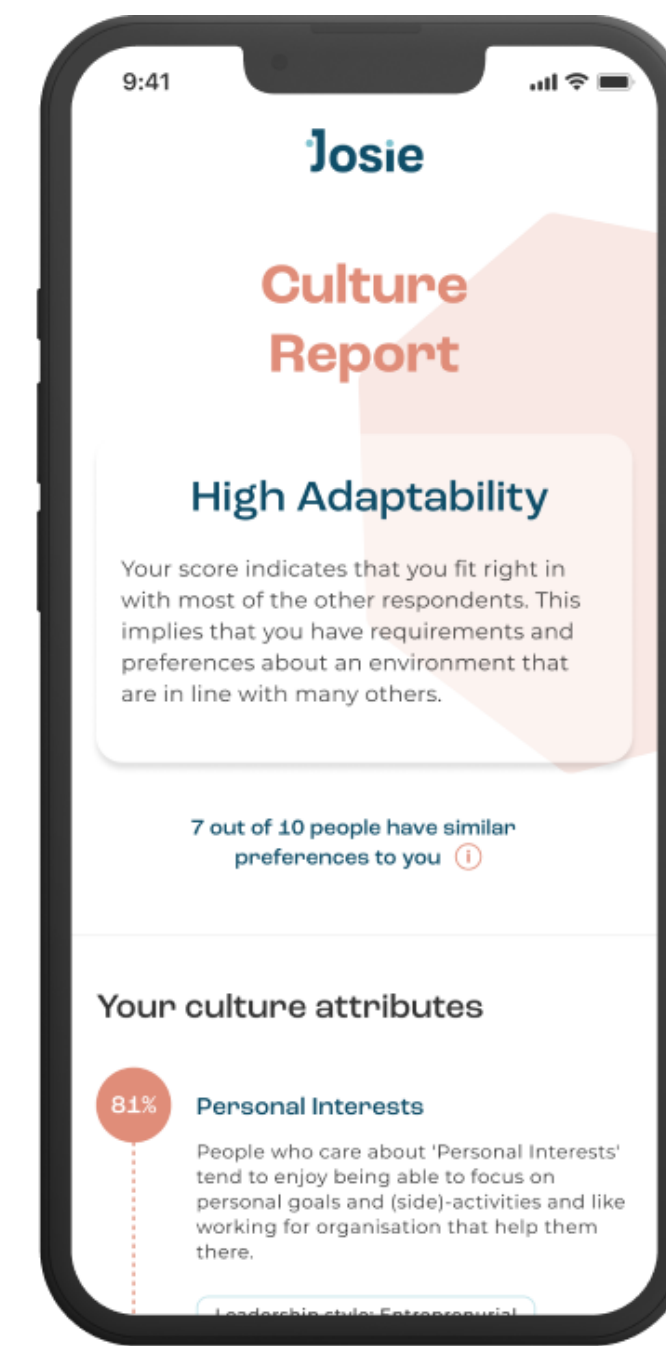 9:41
Josie
Culture
Report
High Adaptability
Your score indicates that you fit right in
with most of the other respondents. This
implies that you have requirements and
preferences about an environment that
are in line with many others.
7 out of 10 people have similar
preferences to you
Your culture attributes
81%
Personal Interests
People who care about 'Personal Interests'
tend to enjoy being able to focus on
personal goals and (side)-activities and like
working for organisation that help them
there.
Leadership style: Entreprenurial